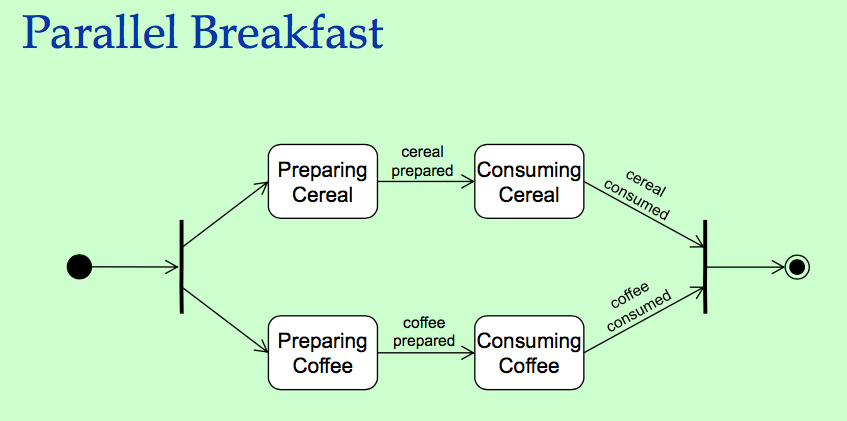 Parallel Breakfast
Preparing
Cereal
cereal
prepared
Consuming
Cereal
cereal
consumed
Preparing
Coffee
coffee
prepared
Consuming
Coffee
coffee
consumed